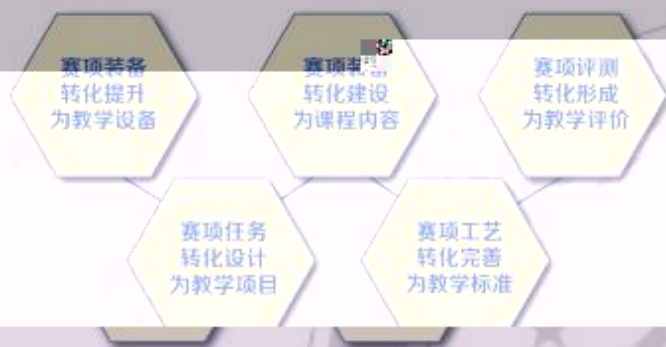 赛项装备
转化提升
为教学设备
赛项
转化建设
为课程内容
赛项评测
转化形成
为教学评价
赛项任务
转化设计
为教学项目
赛项工艺
转化完善
为教学标准